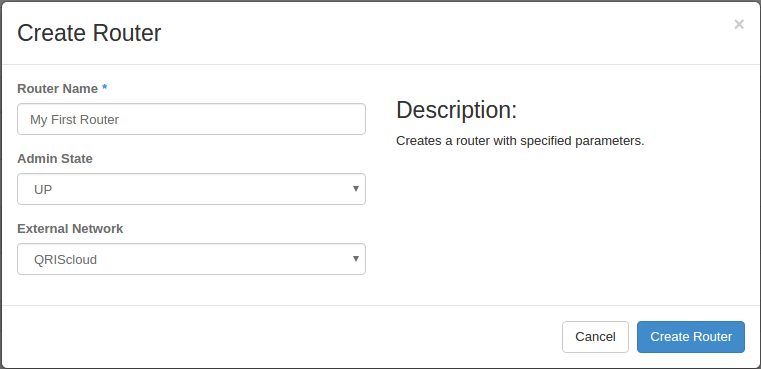 Create Router
×
Router Name *
My First Router
Admin State
UP
External Network
QRIScloud
Description:
Creates a router with specified parameters.
Cancel
Create Router